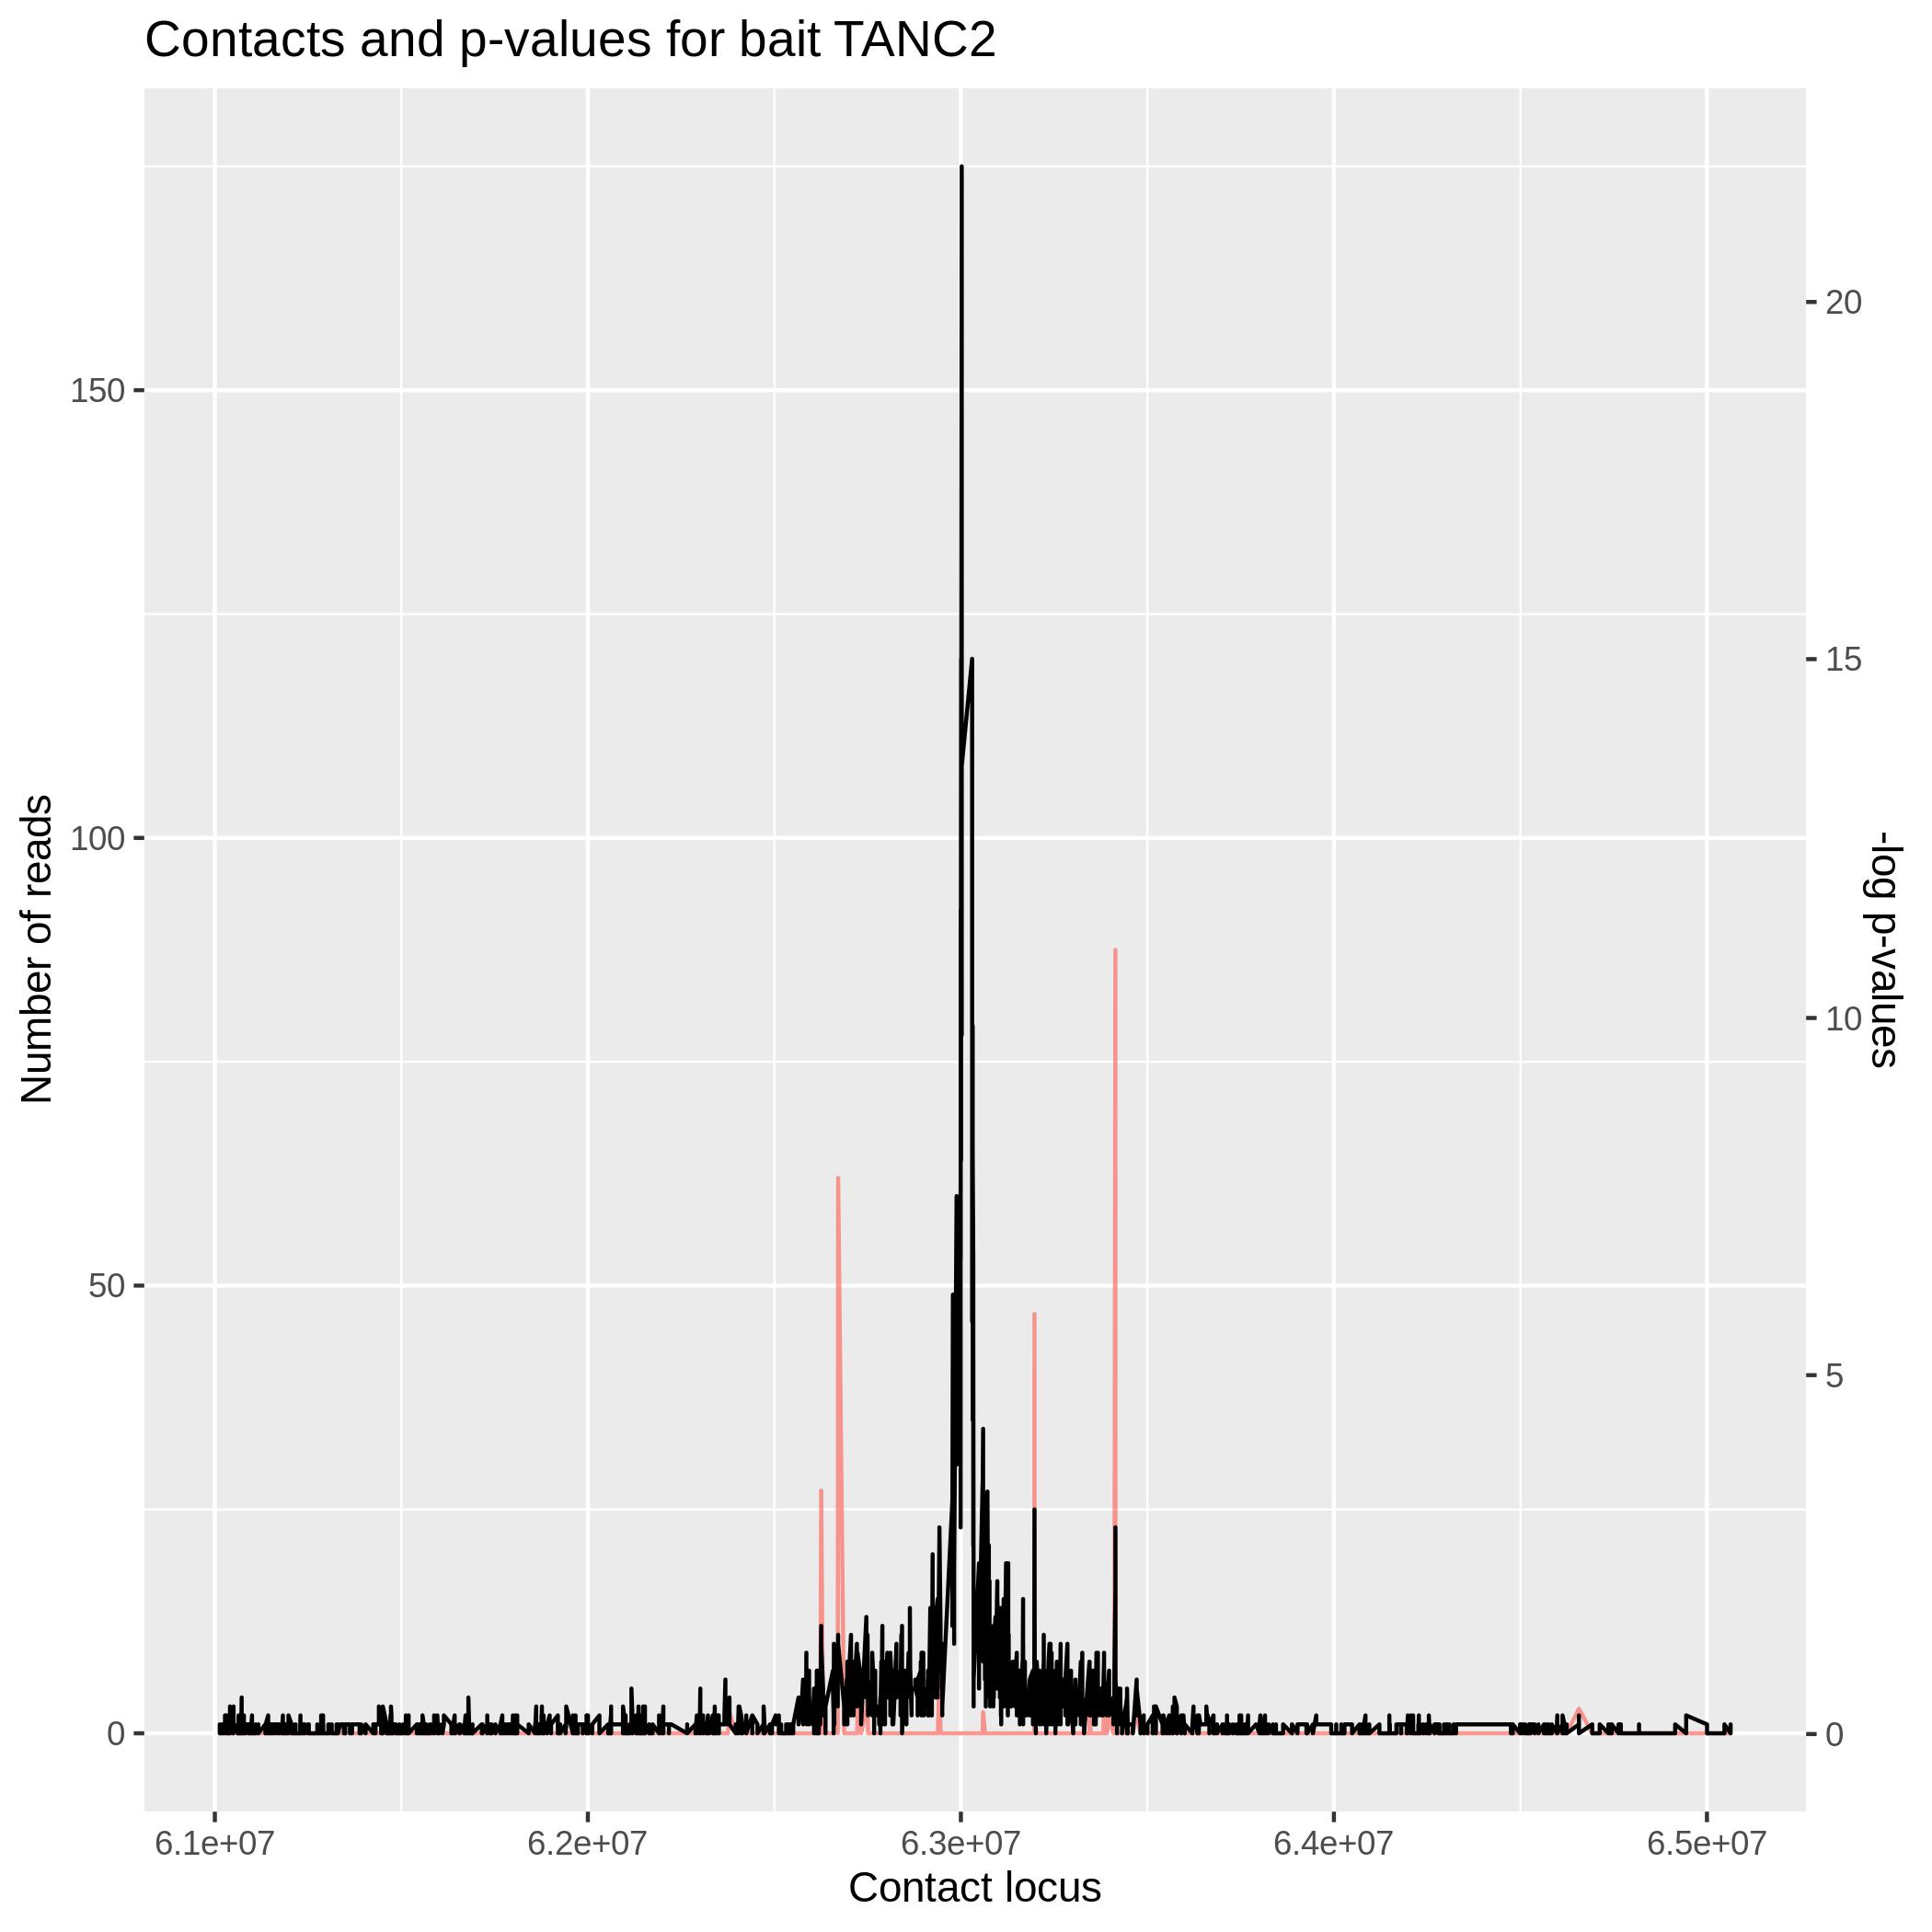 Contacts and p-values for bait TANC2
150
100
50
0
Number of reads
20
15
10
5
0
-log p-values
6.1e+07 6.2e+07 6.3e+07 6.4e+07 6.5e+07
Contact locus